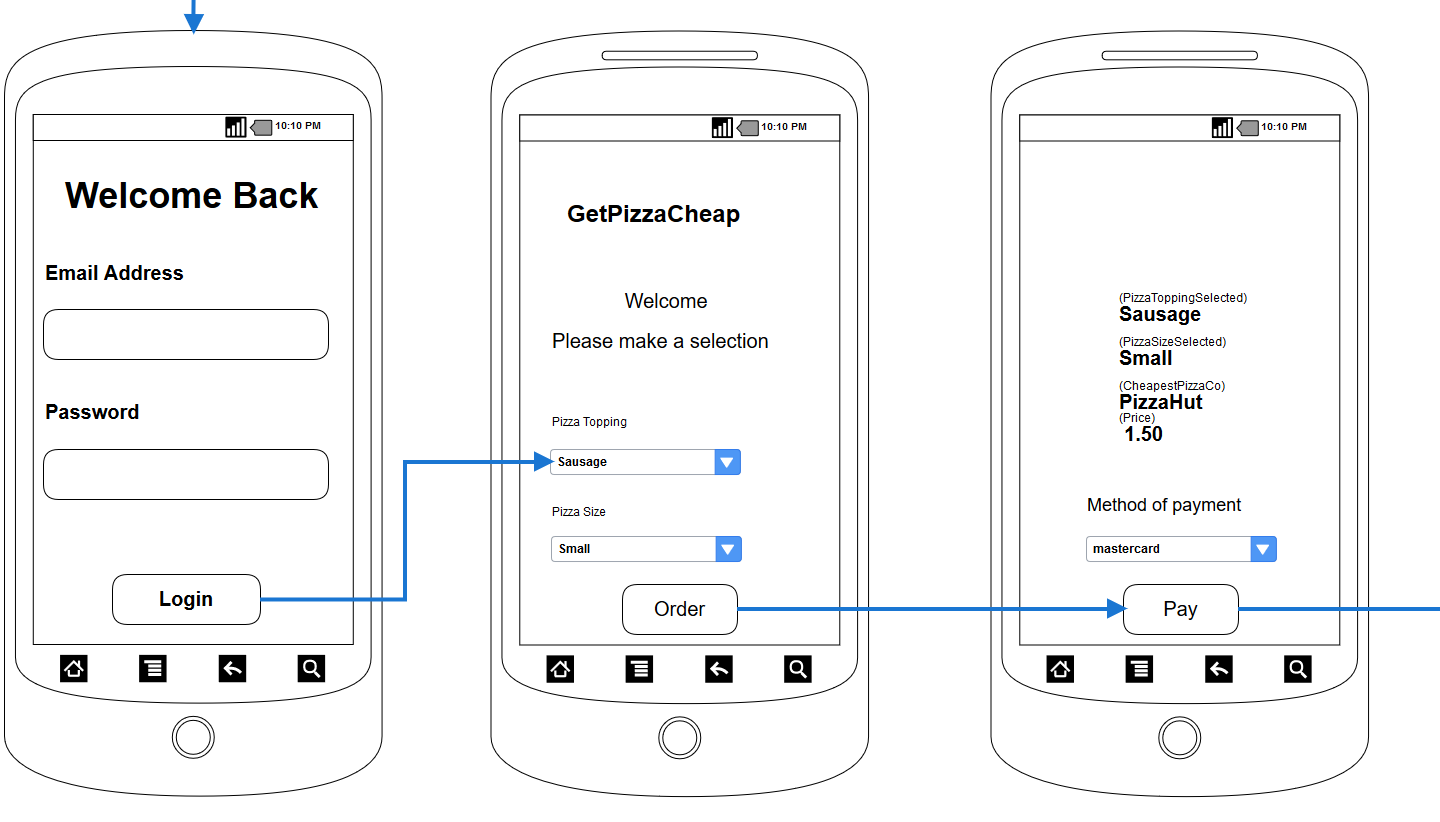 10:10 PM
Welcome Back
Email Address
Password
Login
10:10 PM
GetPizzaCheap
Welcome
Please make a selection
Pizza Topping
Sausage
Pizza Size
Small
Order
10:10 PM
(PizzaToppingSelected)
Sausage
(PizzaSizeSelected)
Small
(CheapestPizzaCo)
PizzaHut
(Price)
1.50
Method of payment
mastercard
Pay